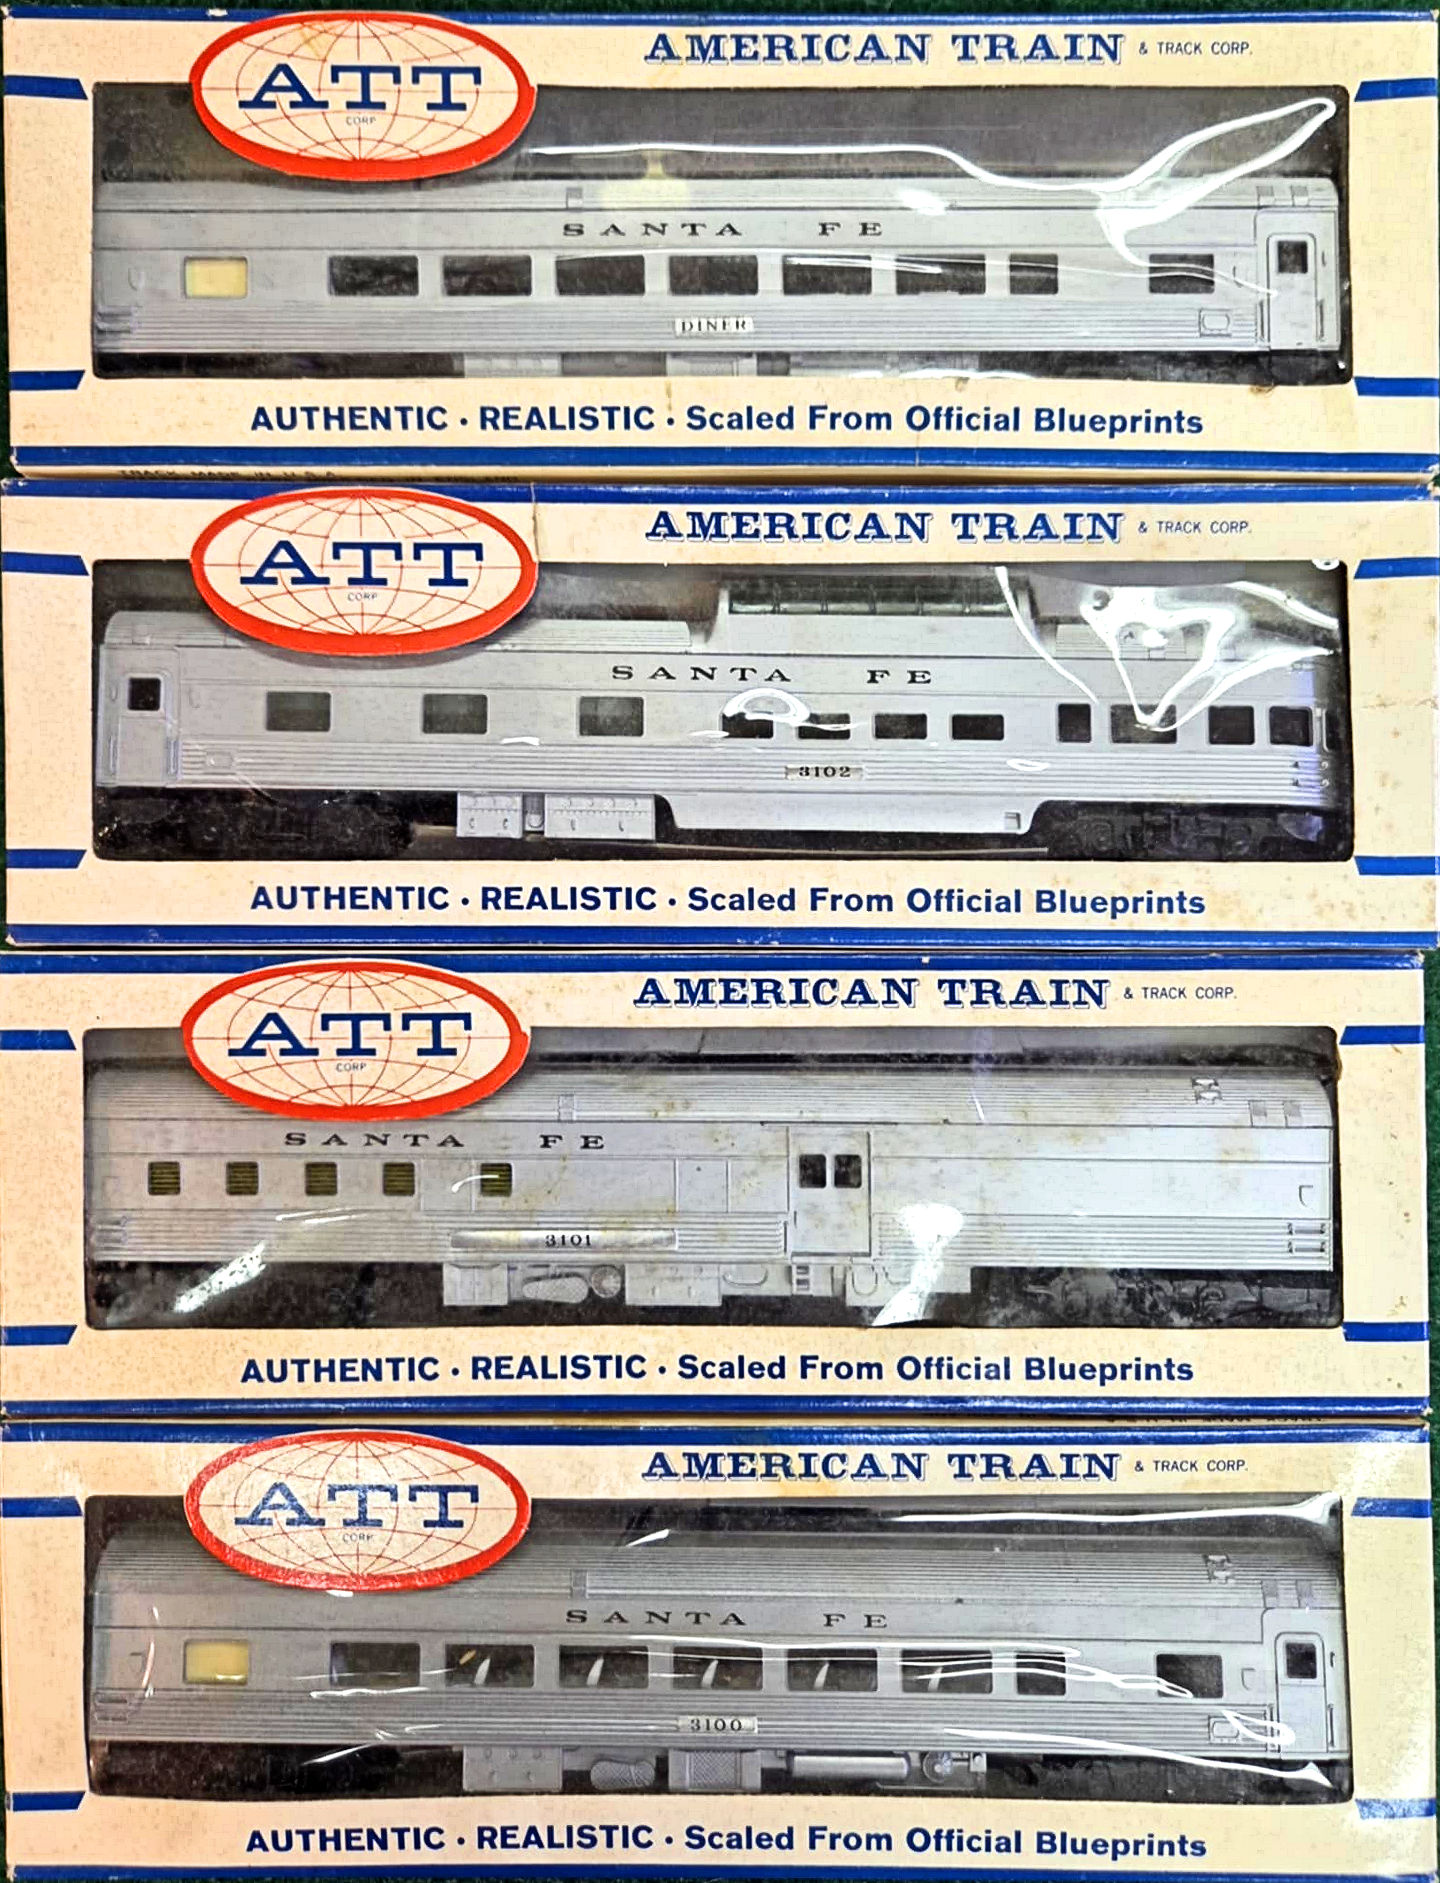 ATT
CORP
AMERICAN TRAIN & TRACK CORP.
SANTA FE
DINER
AUTHENTIC · REALISTIC · Scaled From Official Blueprints
TRACK MADE IN U.S.A.
ATT
CORP
AMERICAN TRAIN & TRACK CORP.
SANTA FE
3102
AUTHENTIC · REALISTIC · Scaled From Official Blueprints
ATT
CORP
AMERICAN TRAIN & TRACK CORP.
SANTA FE
3101
AUTHENTIC · REALISTIC · Scaled From Official Blueprints
ATT
CORP
AMERICAN TRAIN & TRACK CORP.
SANTA FE
3100
AUTHENTIC · REALISTIC · Scaled From Official Blueprints